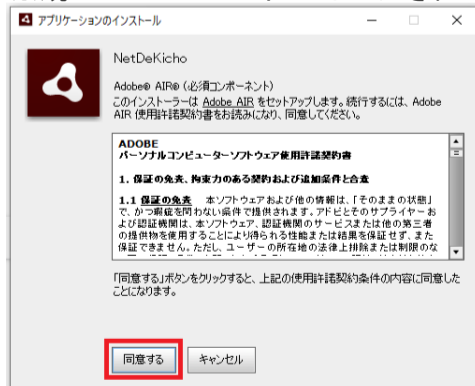 アプリケーションのインストール
NetDeKicho
Adobe® AIR® (必須コンポーネント)
このインストーラーは Adobe AIR をセットアップします。続行するには、Adobe
AIR 使用許諾契約書をお読みになり、同意してください。
ADOBE
パーソナルコンピューターソフトウェア使用許諾契約書
1. 保証の免責、拘束力のある契約および追加条件と合意
1.1 保証の免責 本ソフトウェアおよび他の情報は、「そのままの状態」
で、かつ瑕疵を問わない条件で提供されます。アドビとそのサプライヤーお
よび認証機関は、本ソフトウェア、認証機関のサービスまたは他の第三者
の提供物を使用することにより得られる性能または結果を保証せず、また
保証できません。ただし、ユーザーの所在地の法律上排除または制限のな
「同意する」ボタンをクリックすると、上記の使用許諾契約条件の内容に同意した
ことになります。
同意する キャンセル